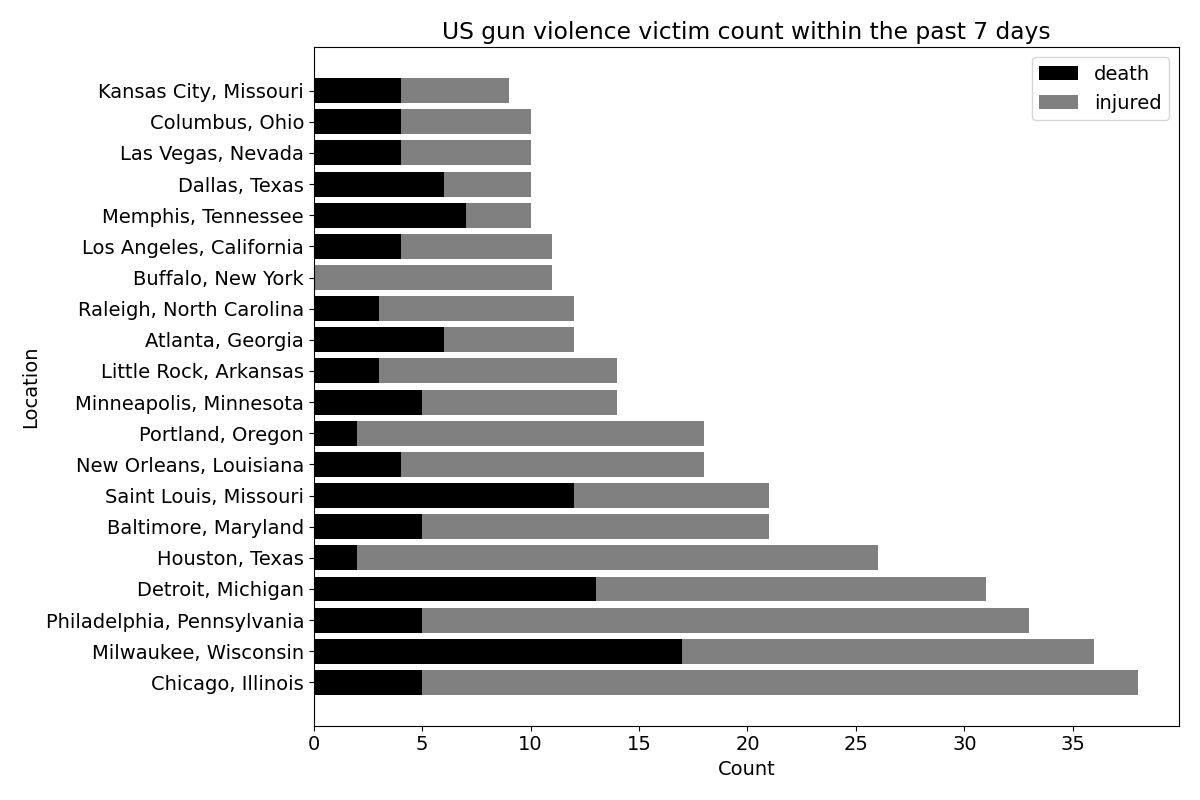 US gun violence victim count within the past 7 days
death
injured
Kansas City, Missouri
Columbus, Ohio
Las Vegas, Nevada
Dallas, Texas
Memphis, Tennessee
Los Angeles, California
Buffalo, New York
Raleigh, North Carolina
Atlanta, Georgia
Little Rock, Arkansas
Minneapolis, Minnesota
Portland, Oregon
New Orleans, Louisiana
Saint Louis, Missouri
Baltimore, Maryland
Houston, Texas
Detroit, Michigan
Philadelphia, Pennsylvania
Milwaukee, Wisconsin
Chicago, Illinois
Location
0 5 10 15 20 25 30 35
Count